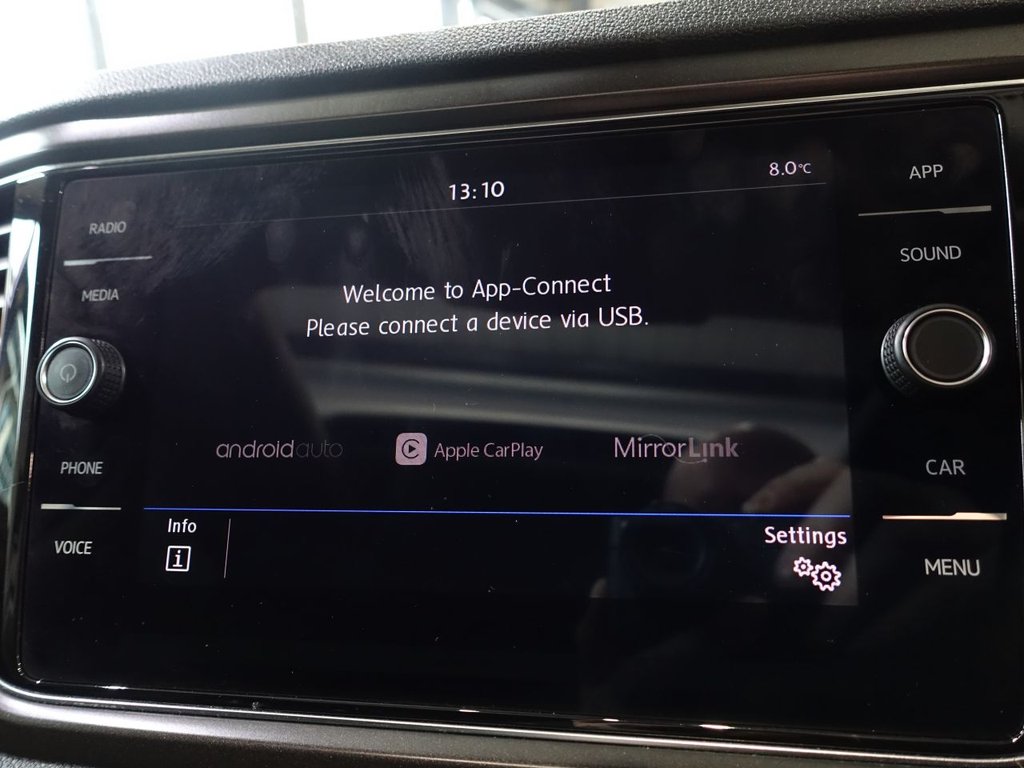 13:10
8.0°C
APP
RADIO
SOUND
MEDIA
Welcome to App-Connect
Please connect a device via USB.
androidauto
Apple CarPlay
MirrorLink
PHONE
CAR
Info
Settings
VOICE
MENU
i